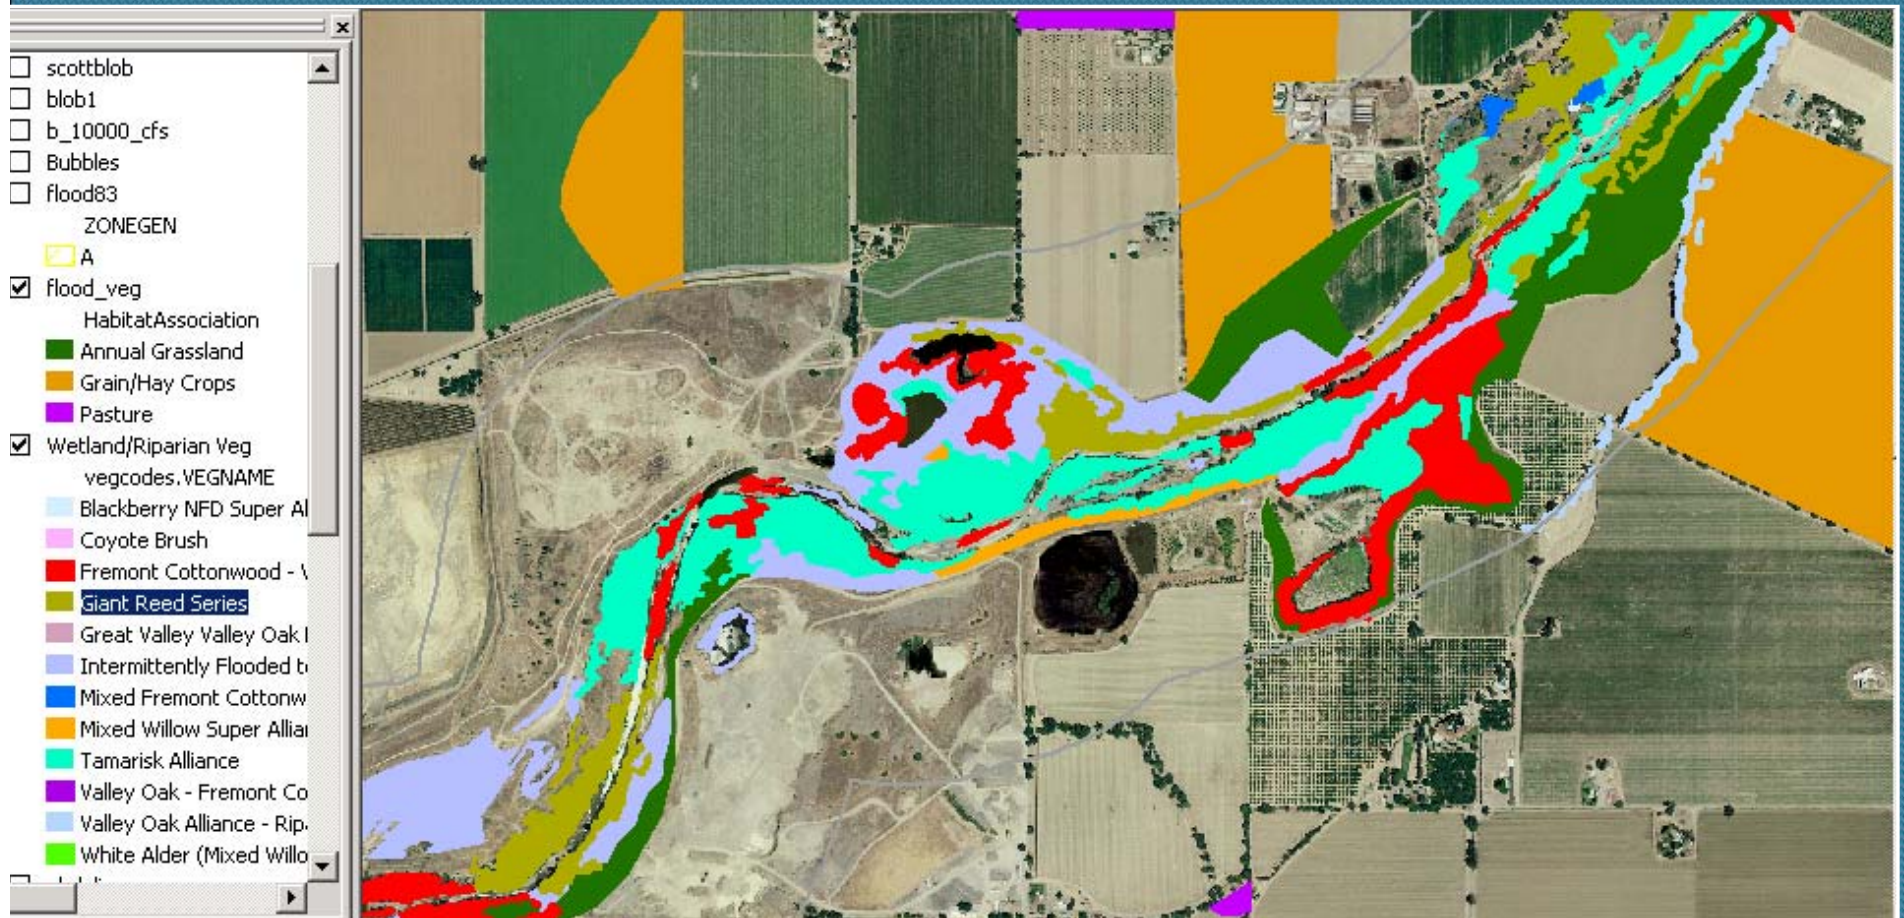 scottblob
blob1
b_10000_cfs
Bubbles
flood83
ZONEGEN
A
flood_veg
HabitatAssociation
Annual Grassland
Grain/Hay Crops
Pasture
Wetland/Riparian Veg
vegcodes.VEGNAME
Blackberry NFD Super Al
Coyote Brush
Fremont Cottonwood - V
Giant Reed Series
Great Valley Valley Oak
Intermittently Flooded to
Mixed Fremont Cottonw
Mixed Willow Super Allia
Tamarisk Alliance
Valley Oak - Fremont Co
Valley Oak Alliance - Rip
White Alder (Mixed Willo